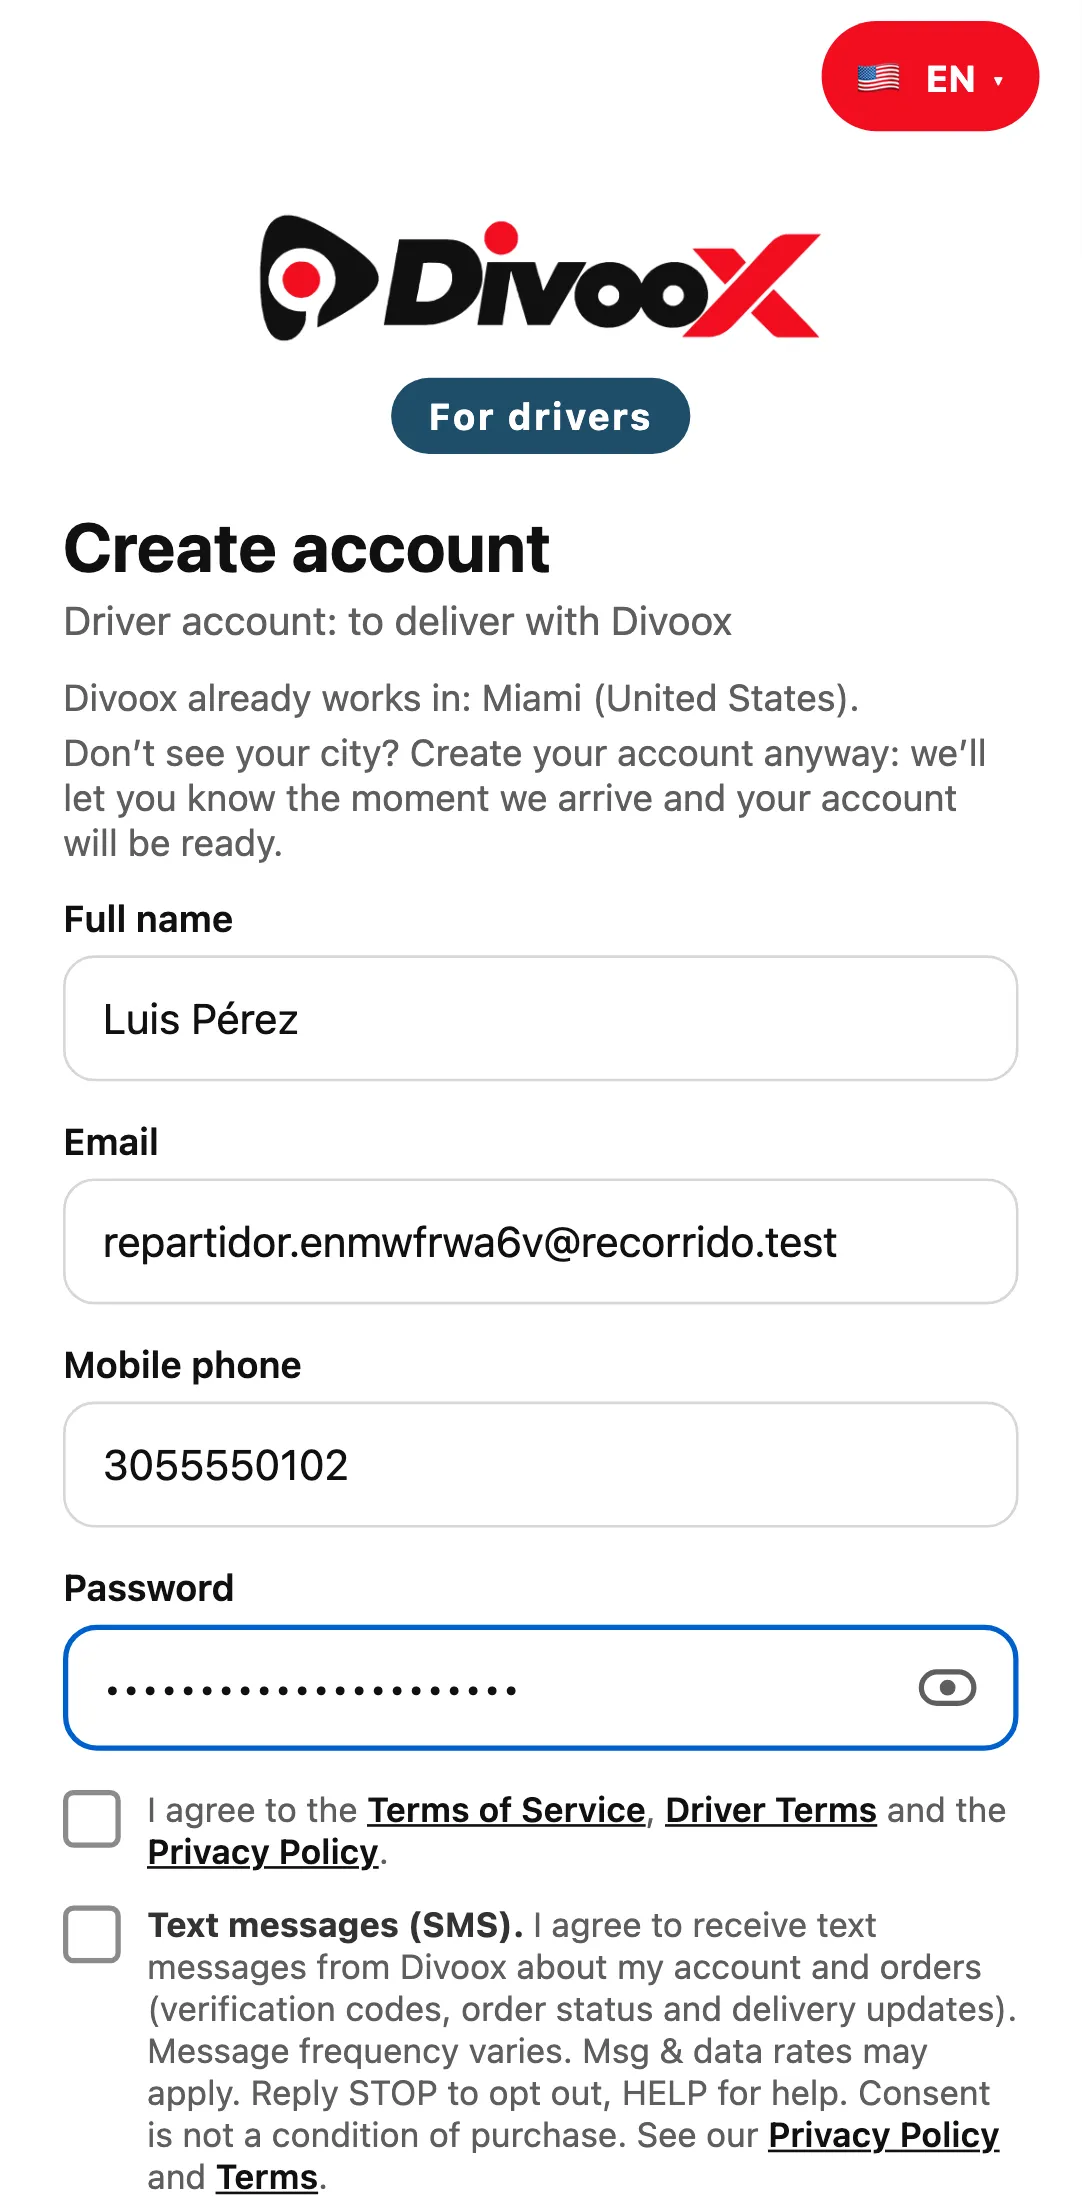 🇺🇸 EN ▾
DivooX
For drivers
Create account
Driver account: to deliver with Divoox
Divoox already works in: Miami (United States).
Don’t see your city? Create your account anyway: we’ll
let you know the moment we arrive and your account
will be ready.
Full name
Luis Pérez
Email
repartidor.enmwfrwa6v@recorrido.test
Mobile phone
3055550102
Password
••••••••••••••••••••••
I agree to the Terms of Service, Driver Terms and the
Privacy Policy.
Text messages (SMS). I agree to receive text
messages from Divoox about my account and orders
(verification codes, order status and delivery updates).
Message frequency varies. Msg & data rates may
apply. Reply STOP to opt out, HELP for help. Consent
is not a condition of purchase. See our Privacy Policy
and Terms.